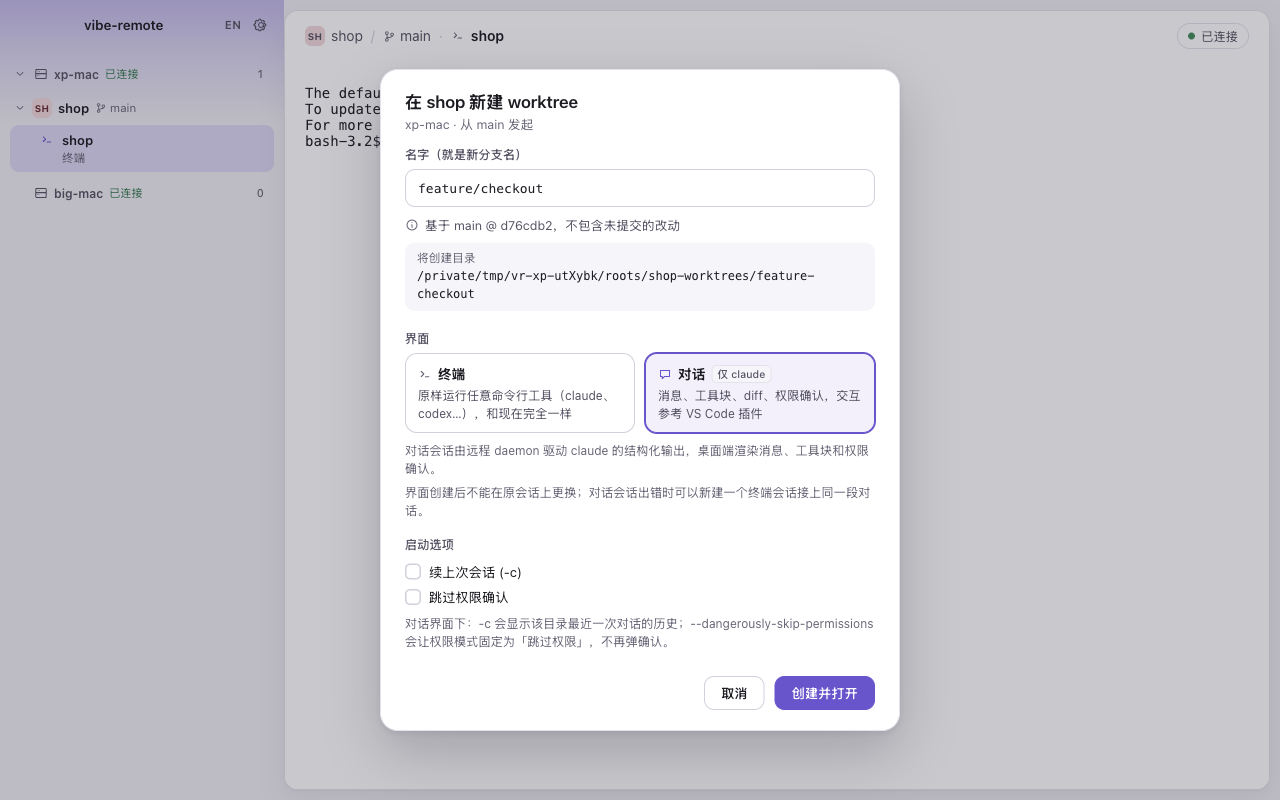 vibe-remote
EN
xp-mac 已连接 1
SH shop main
shop
终端
big-mac 已连接 0
SH shop / main · shop
已连接
The defau
To update
For more
bash-3.2$
在 shop 新建 worktree
xp-mac · 从 main 发起
名字（就是新分支名）
feature/checkout
基于 main @ d76cdb2，不包含未提交的改动
将创建目录
/private/tmp/vr-xp-utXybk/roots/shop-worktrees/feature-
checkout
界面
终端
原样运行任意命令行工具（claude、
codex…），和现在完全一样
对话 仅 claude
消息、工具块、diff、权限确认，交互
参考 VS Code 插件
对话会话由远程 daemon 驱动 claude 的结构化输出，桌面端渲染消息、工具块和权限
确认。
界面创建后不能在原会话上更换；对话会话出错时可以新建一个终端会话接上同一段对
话。
启动选项
续上次会话 (-c)
跳过权限确认
对话界面下：-c 会显示该目录最近一次对话的历史；--dangerously-skip-permissions
会让权限模式固定为「跳过权限」，不再弹确认。
取消
创建并打开